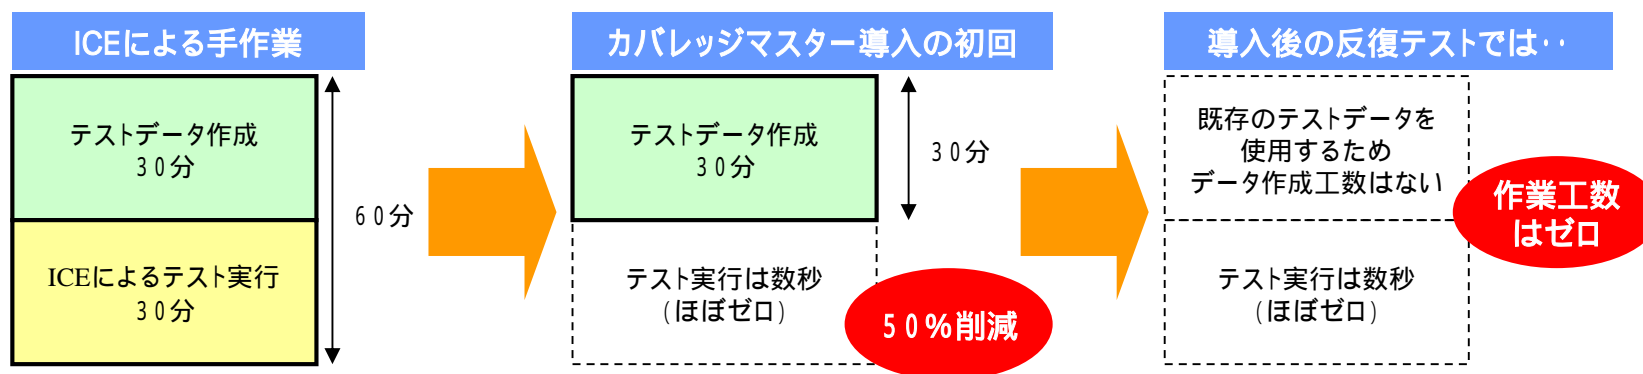 ICEによる手作業
テストデータ作成
30分
ICEによるテスト実行
30分
60分
カバレッジマスター導入の初回
テストデータ作成
30分
30分
テスト実行は数秒
(ほぼゼロ)
50%削減
導入後の反復テストでは・・
既存のテストデータを
使用するため
データ作成工数はない
テスト実行は数秒
(ほぼゼロ)
作業工数
はゼロ